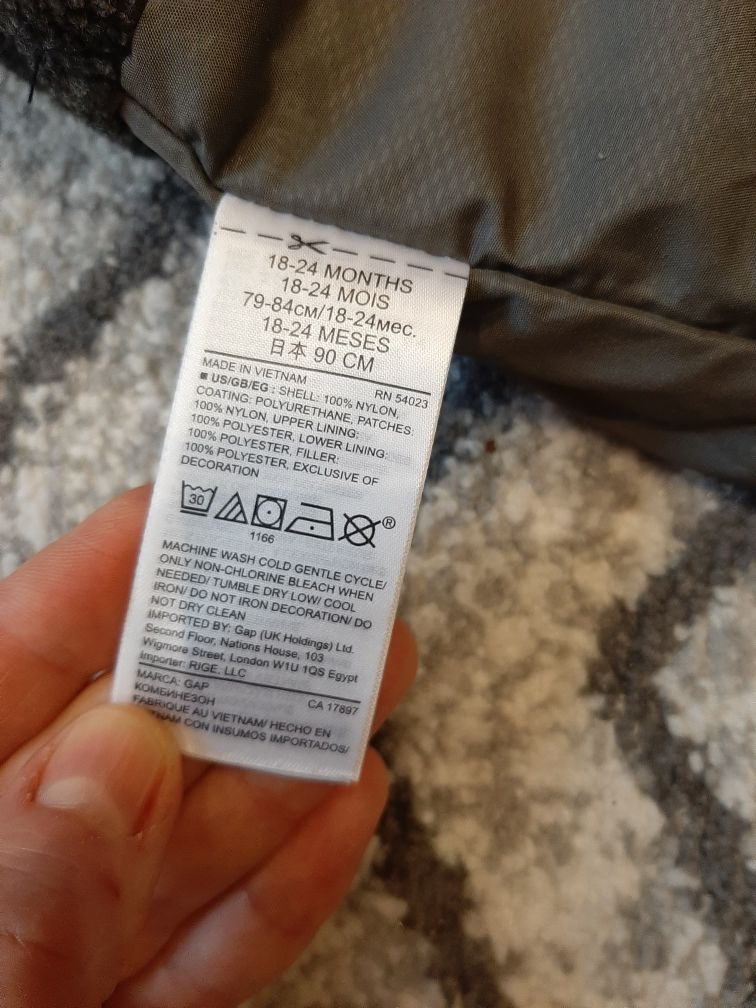 18-24 MONTHS
18-24 MOIS
79-84см/18-24мес.
18-24 MESES
日本 90 CM
MADE IN VIETNAM RN 54023
■ US/GB/EG : SHELL: 100% NYLON,
COATING: POLYURETHANE, PATCHES:
100% NYLON, UPPER LINING:
100% POLYESTER, LOWER LINING:
100% POLYESTER, FILLER:
100% POLYESTER, EXCLUSIVE OF
DECORATION
30 ®
1166
MACHINE WASH COLD GENTLE CYCLE/
ONLY NON-CHLORINE BLEACH WHEN
NEEDED/ TUMBLE DRY LOW/ COOL
IRON/ DO NOT IRON DECORATION/ DO
NOT DRY CLEAN
IMPORTED BY: Gap (UK Holdings) Ltd.
Second Floor, Nations House, 103
Wigmore Street, London W1U 1QS Egypt
Importer: RIGE, LLC
MARCA: GAP CA 17897
КОМБИНЕЗОН
FABRIQUE AU VIETNAM/ HECHO EN
CON INSUMOS IMPORTADOS/